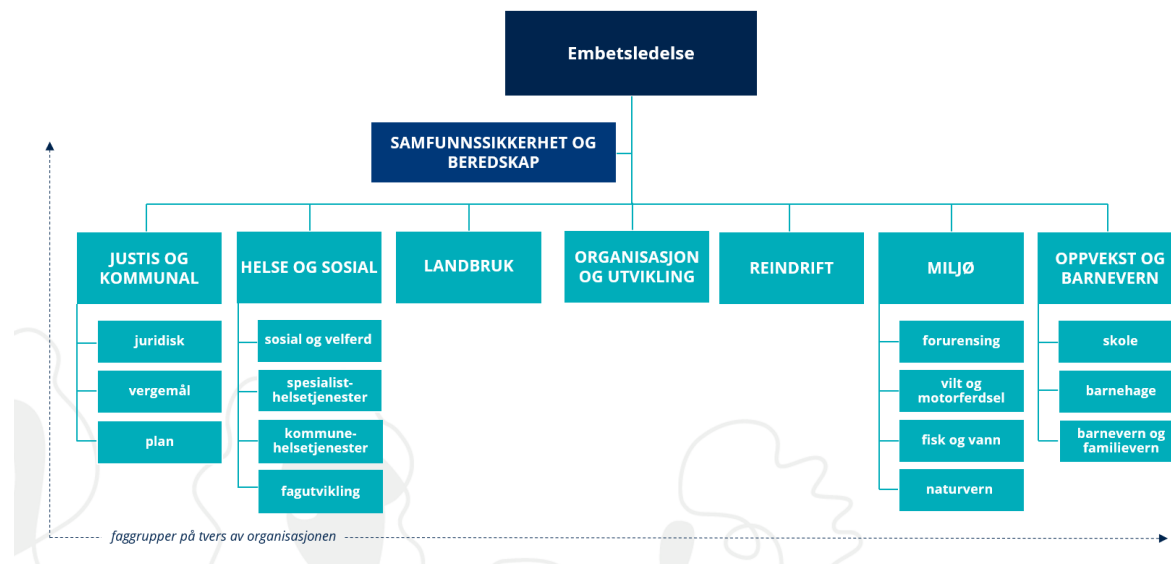 Embetsledelse
SAMFUNNSSIKKERHET OG
BEREDSKAP
JUSTIS OG
KOMMUNAL
juridisk
vergemål
plan
HELSE OG SOSIAL
sosial og velferd
spesialist-
helsetjenester
kommune-
helsetjenester
fagutvikling
LANDBRUK
ORGANISASJON
OG UTVIKLING
REINDRIFT
MILJØ
forurensing
vilt og
motorferdsel
fisk og vann
naturvern
OPPVEKST OG
BARNEVERN
skole
barnehage
barnevern og
familievern
faggrupper på tvers av organisasjonen